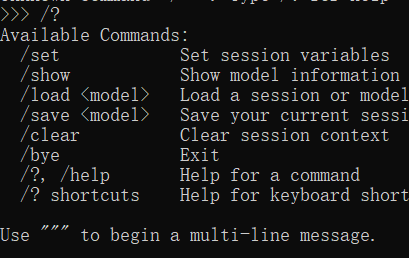 >>> /?
Available Commands:
/set Set session variables
/show Show model information
/load <model> Load a session or model
/save <model> Save your current sessi
/clear Clear session context
/bye Exit
/?, /help Help for a command
/? shortcuts Help for keyboard short
Use """ to begin a multi-line message.